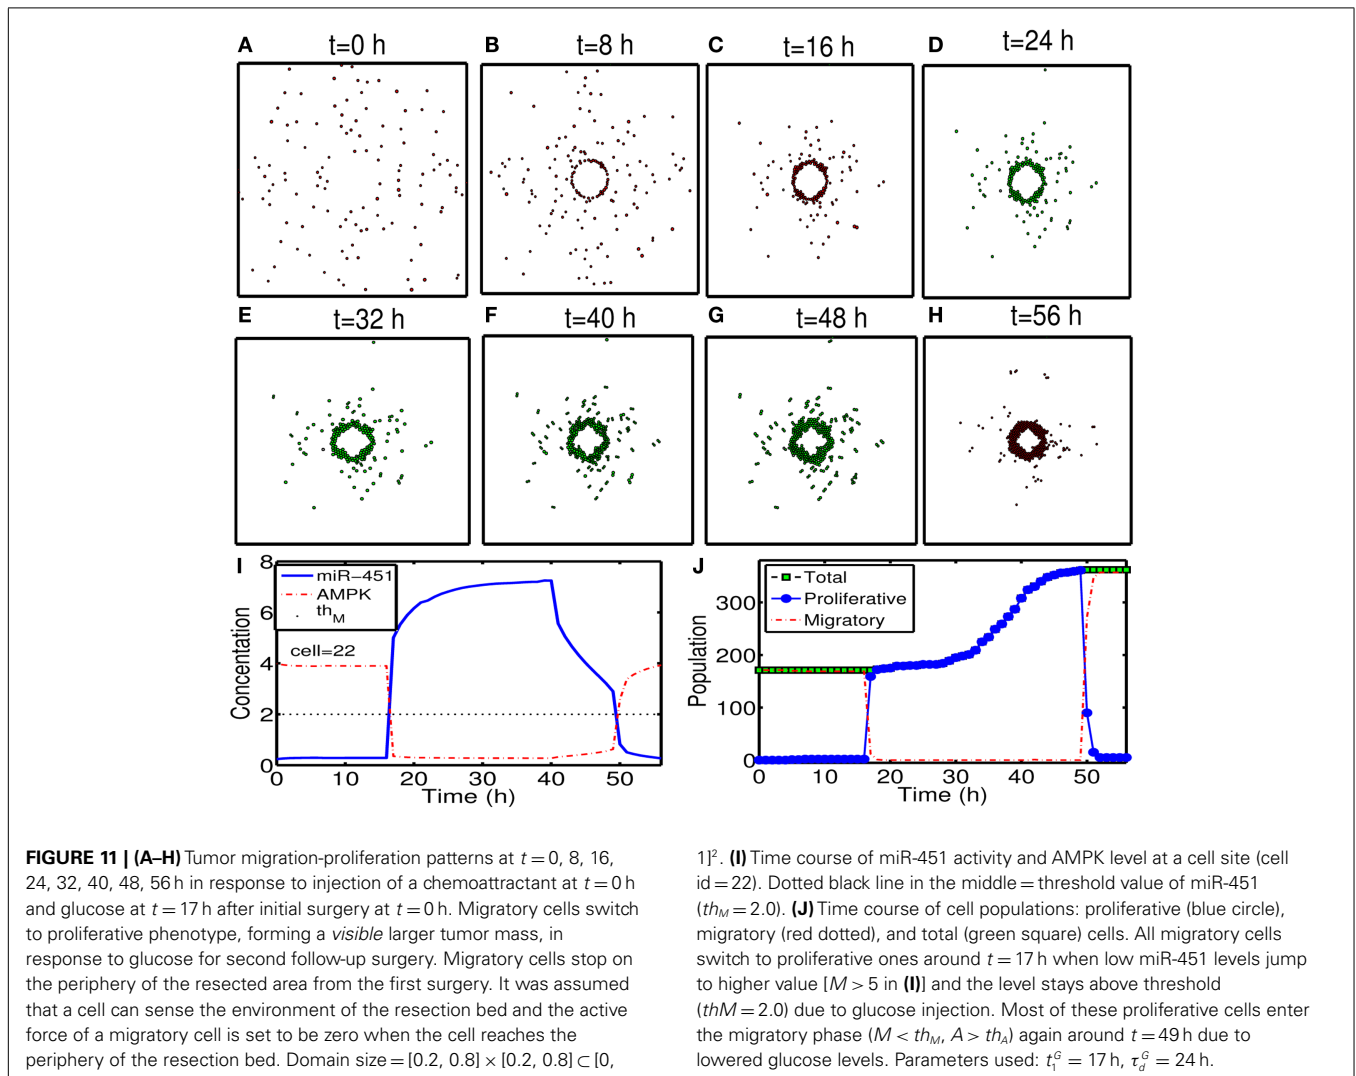 A t=0 h
B t=8 h
C t=16 h
D t=24 h
E t=32 h
F t=40 h
G t=48 h
H t=56 h
I
8
6
4
2
0
Concentation
miR−451
AMPK
th_M
cell=22
0 10 20 30 40 50
Time (h)
J
300
200
100
0
Population
Total
Proliferative
Migratory
0 10 20 30 40 50
Time (h)
FIGURE 11 | (A–H) Tumor migration-proliferation patterns at t = 0, 8, 16,
24, 32, 40, 48, 56 h in response to injection of a chemoattractant at t = 0 h
and glucose at t = 17 h after initial surgery at t = 0 h. Migratory cells switch
to proliferative phenotype, forming a visible larger tumor mass, in
response to glucose for second follow-up surgery. Migratory cells stop on
the periphery of the resected area from the first surgery. It was assumed
that a cell can sense the environment of the resection bed and the active
force of a migratory cell is set to be zero when the cell reaches the
periphery of the resection bed. Domain size = [0.2, 0.8] × [0.2, 0.8] ⊂ [0,
1]². (I) Time course of miR-451 activity and AMPK level at a cell site (cell
id = 22). Dotted black line in the middle = threshold value of miR-451
(th_M = 2.0). (J) Time course of cell populations: proliferative (blue circle),
migratory (red dotted), and total (green square) cells. All migratory cells
switch to proliferative ones around t = 17 h when low miR-451 levels jump
to higher value [M > 5 in (I)] and the level stays above threshold
(thM = 2.0) due to glucose injection. Most of these proliferative cells enter
the migratory phase (M < th_M, A > th_A) again around t = 49 h due to
lowered glucose levels. Parameters used: t_1^G = 17 h, τ_d^G = 24 h.